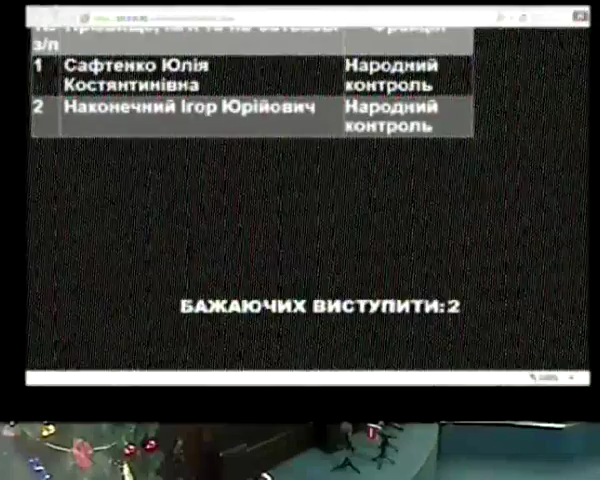 з/п
1 Сафтенко Юлія Народний
Костянтинівна контроль
2 Наконечний Ігор Юрійович Народний
контроль
БАЖАЮЧИХ ВИСТУПИТИ:2